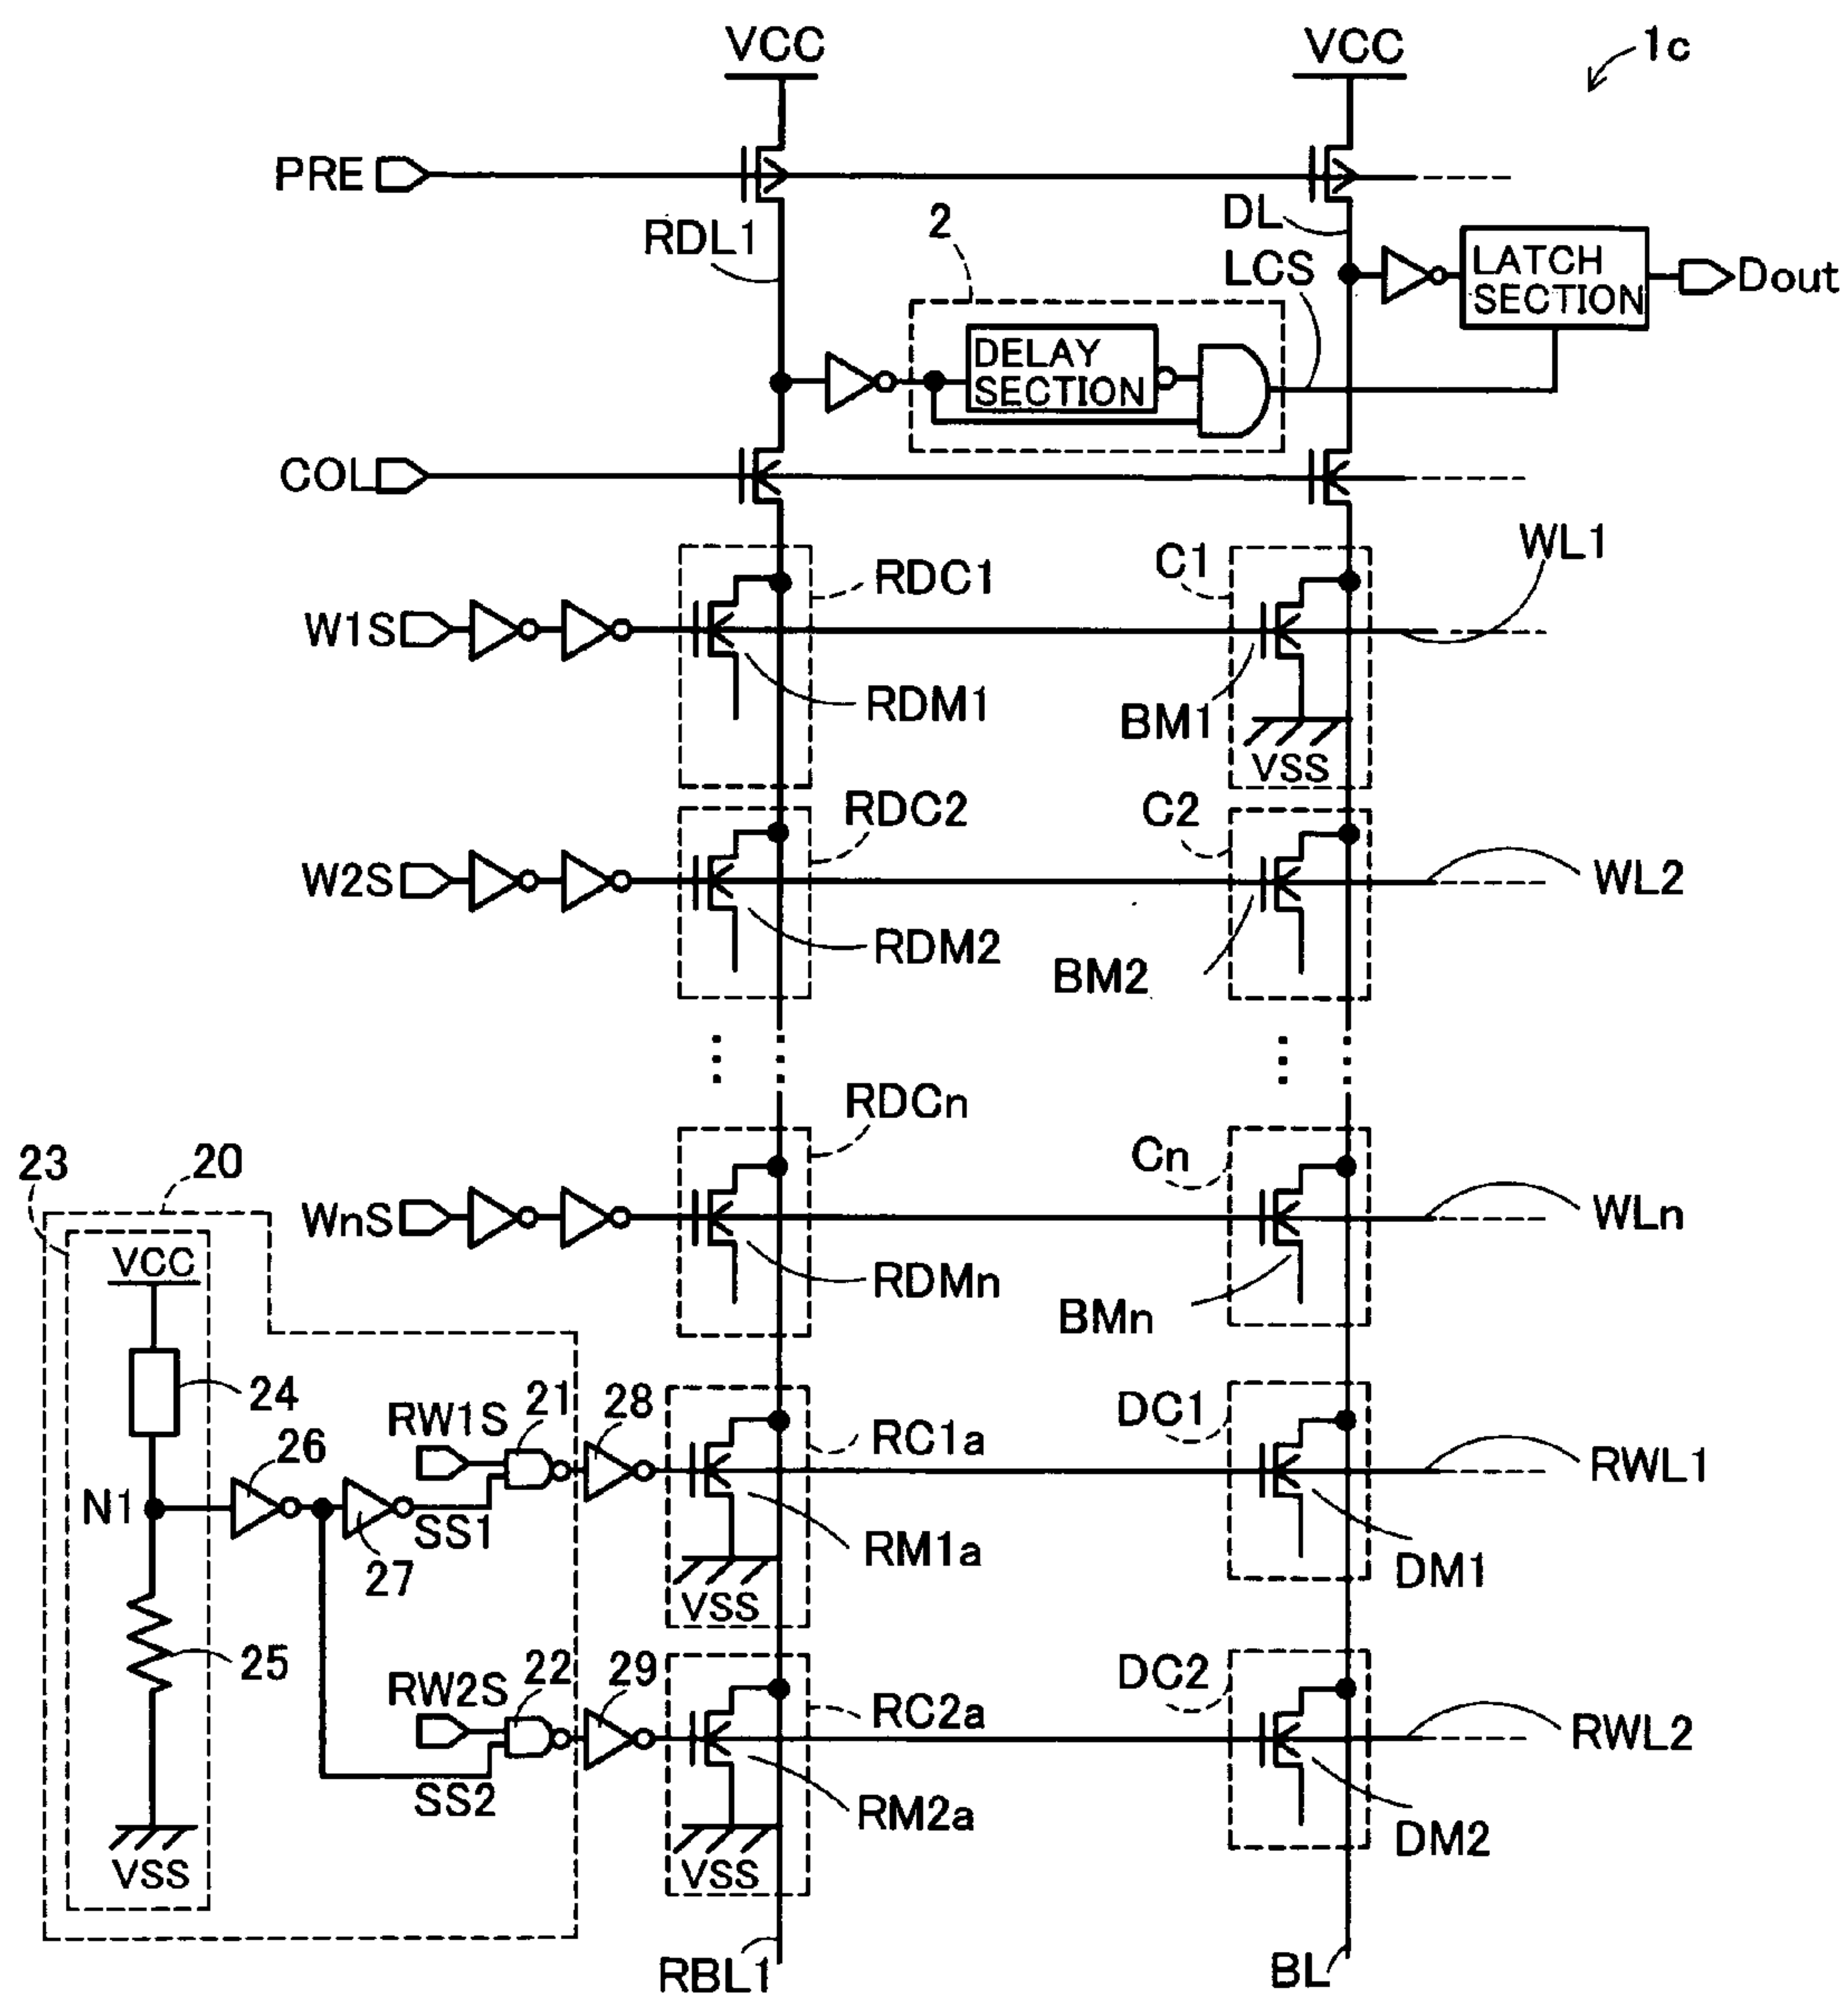 VCC
VCC
1c
PRE
RDL1
2
DL
LCS
LATCH
SECTION
Dout
DELAY
SECTION
COL
WL1
RDC1
C1
W1S
RDM1
BM1
VSS
RDC2
C2
W2S
WL2
RDM2
BM2
RDCn
Cn
23
20
WnS
WLn
VCC
RDMn
BMn
24
RW1S
21
28
RC1a
DC1
RWL1
26
N1
SS1
27
RM1a
DM1
VSS
25
RW2S
22
29
RC2a
DC2
RWL2
SS2
RM2a
DM2
VSS
VSS
RBL1
BL